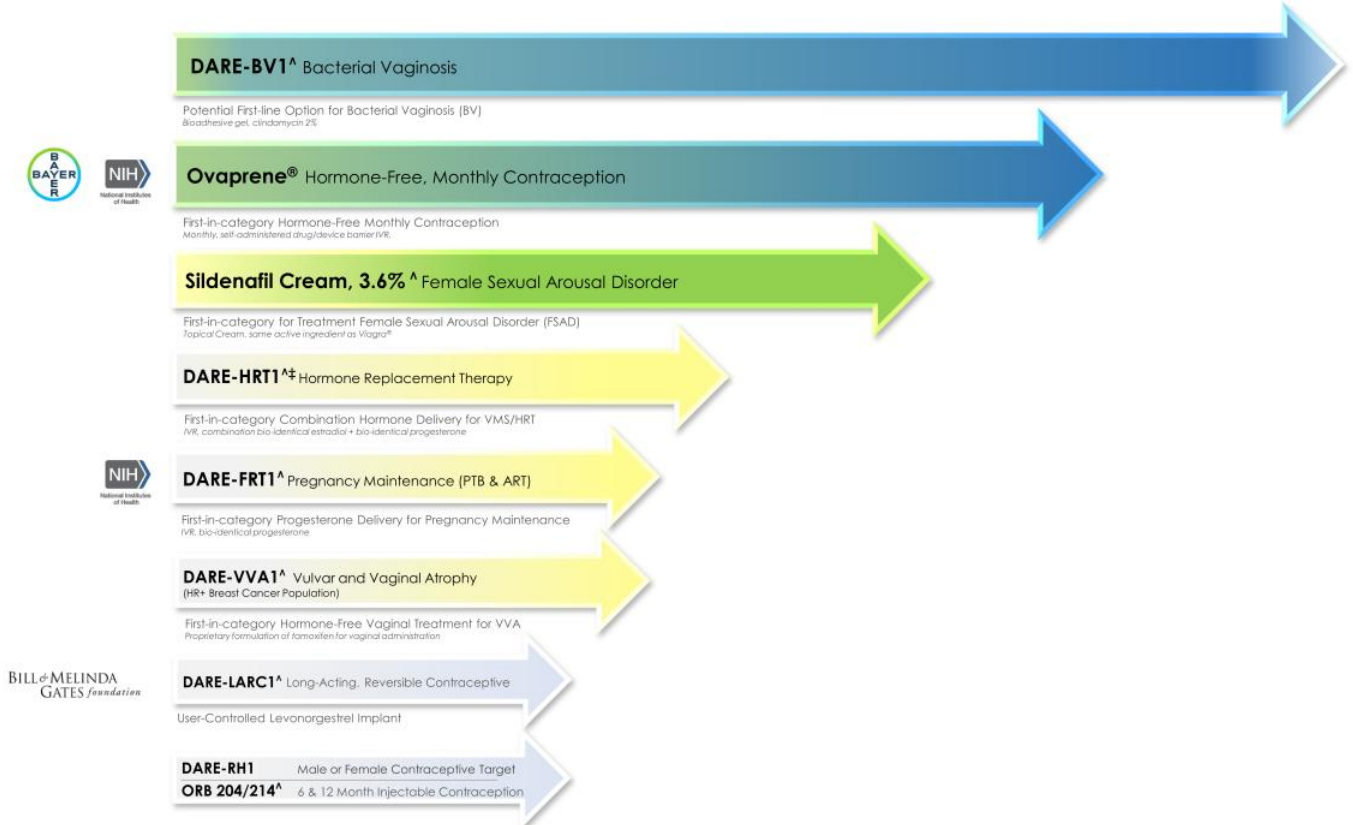 DARE-BV1^ Bacterial Vaginosis
Potential First-line Option for Bacterial Vaginosis (BV)
Bioadhesive gel, clindamycin 2%
BAYER
BAYER
NIH
National Institutes
of Health
Ovaprene® Hormone-Free, Monthly Contraception
First-in-category Hormone-Free Monthly Contraception
Monthly, self-administered drug/device barrier IVR.
Sildenafil Cream, 3.6% ^ Female Sexual Arousal Disorder
First-in-category for Treatment Female Sexual Arousal Disorder (FSAD)
Topical Cream, same active ingredient as Viagra®
DARE-HRT1^‡ Hormone Replacement Therapy
First-in-category Combination Hormone Delivery for VMS/HRT
IVR, combination bio-identical estradiol + bio-identical progesterone
NIH
National Institutes
of Health
DARE-FRT1^ Pregnancy Maintenance (PTB & ART)
First-in-category Progesterone Delivery for Pregnancy Maintenance
IVR, bio-identical progesterone
DARE-VVA1^ Vulvar and Vaginal Atrophy
(HR+ Breast Cancer Population)
First-in-category Hormone-Free Vaginal Treatment for VVA
Proprietary formulation of tamoxifen for vaginal administration
BILL & MELINDA
GATES foundation
DARE-LARC1^ Long-Acting, Reversible Contraceptive
User-Controlled Levonorgestrel Implant
DARE-RH1 Male or Female Contraceptive Target
ORB 204/214^ 6 & 12 Month Injectable Contraception